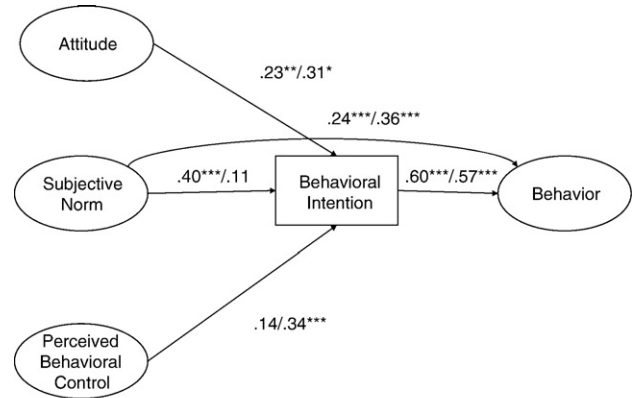 Attitude
.23**/.31*
.24***/.36***
Subjective
Norm
.40***/.11
Behavioral
Intention
.60***/.57***
Behavior
.14/.34***
Perceived
Behavioral
Control